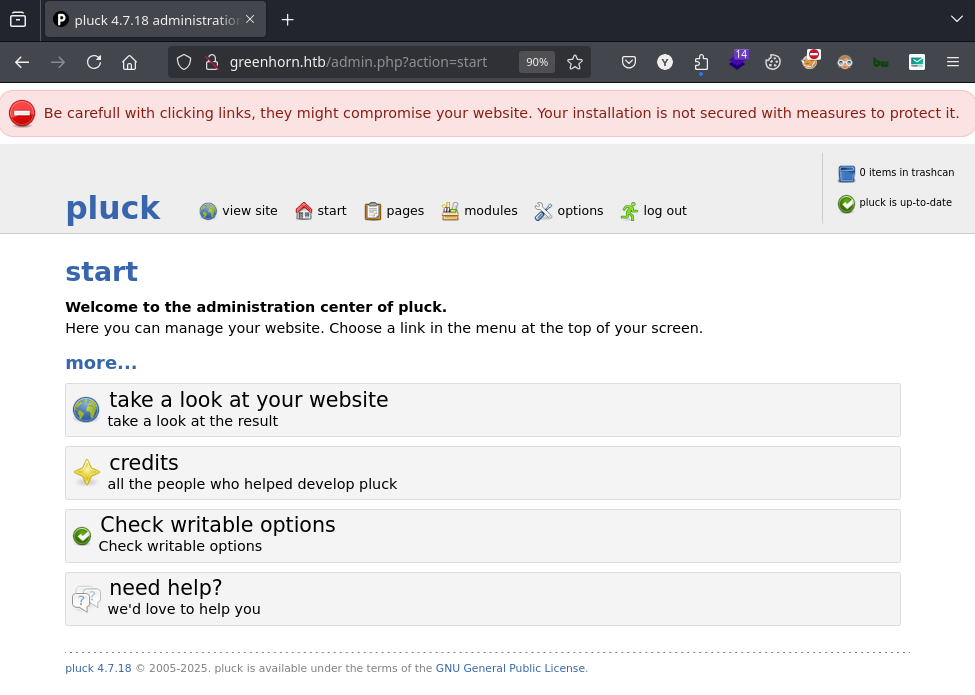 pluck 4.7.18 administratio
greenhorn.htb/admin.php?action=start
90%
14
Y
Be carefull with clicking links, they might compromise your website. Your installation is not secured with measures to protect it.
0 items in trashcan
pluck is up-to-date
pluck
view site
start
pages
modules
options
log out
start
Welcome to the administration center of pluck.
Here you can manage your website. Choose a link in the menu at the top of your screen.
more...
take a look at your website
take a look at the result
credits
all the people who helped develop pluck
Check writable options
Check writable options
need help?
we'd love to help you
pluck 4.7.18 © 2005-2025. pluck is available under the terms of the GNU General Public License.